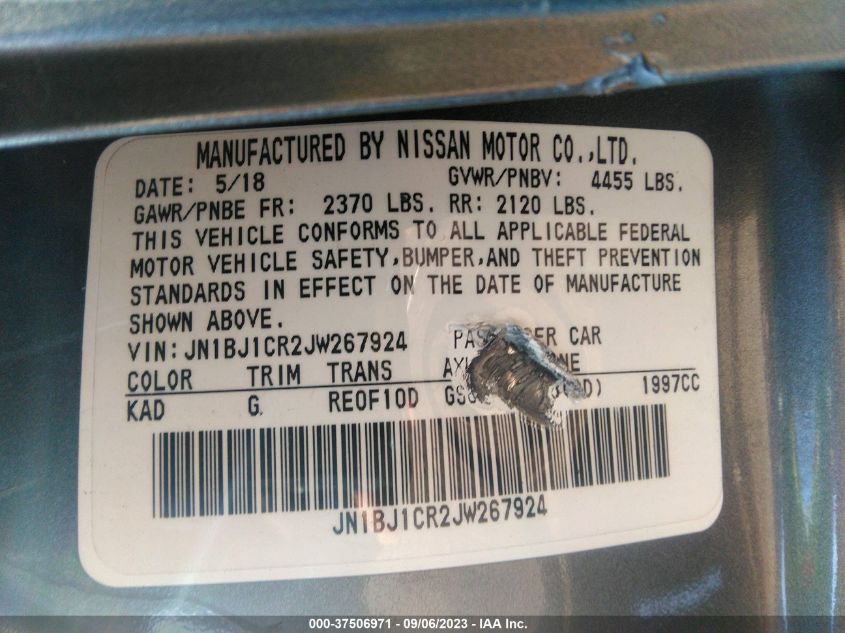 MANUFACTURED BY NISSAN MOTOR CO.,LTD.
DATE: 5/18 GVWR/PNBV: 4455 LBS.
GAWR/PNBE FR: 2370 LBS. RR: 2120 LBS.
THIS VEHICLE CONFORMS TO ALL APPLICABLE FEDERAL
MOTOR VEHICLE SAFETY,BUMPER,AND THEFT PREVENTION
STANDARDS IN EFFECT ON THE DATE OF MANUFACTURE
SHOWN ABOVE.
VIN:JN1BJ1CR2JW267924 CAR
COLOR TRIM TRANS
KAD G REOF10D 1997CC
JN1BJ1CR2JW267924
000-37506971 - 09/06/2023 - IAA Inc.